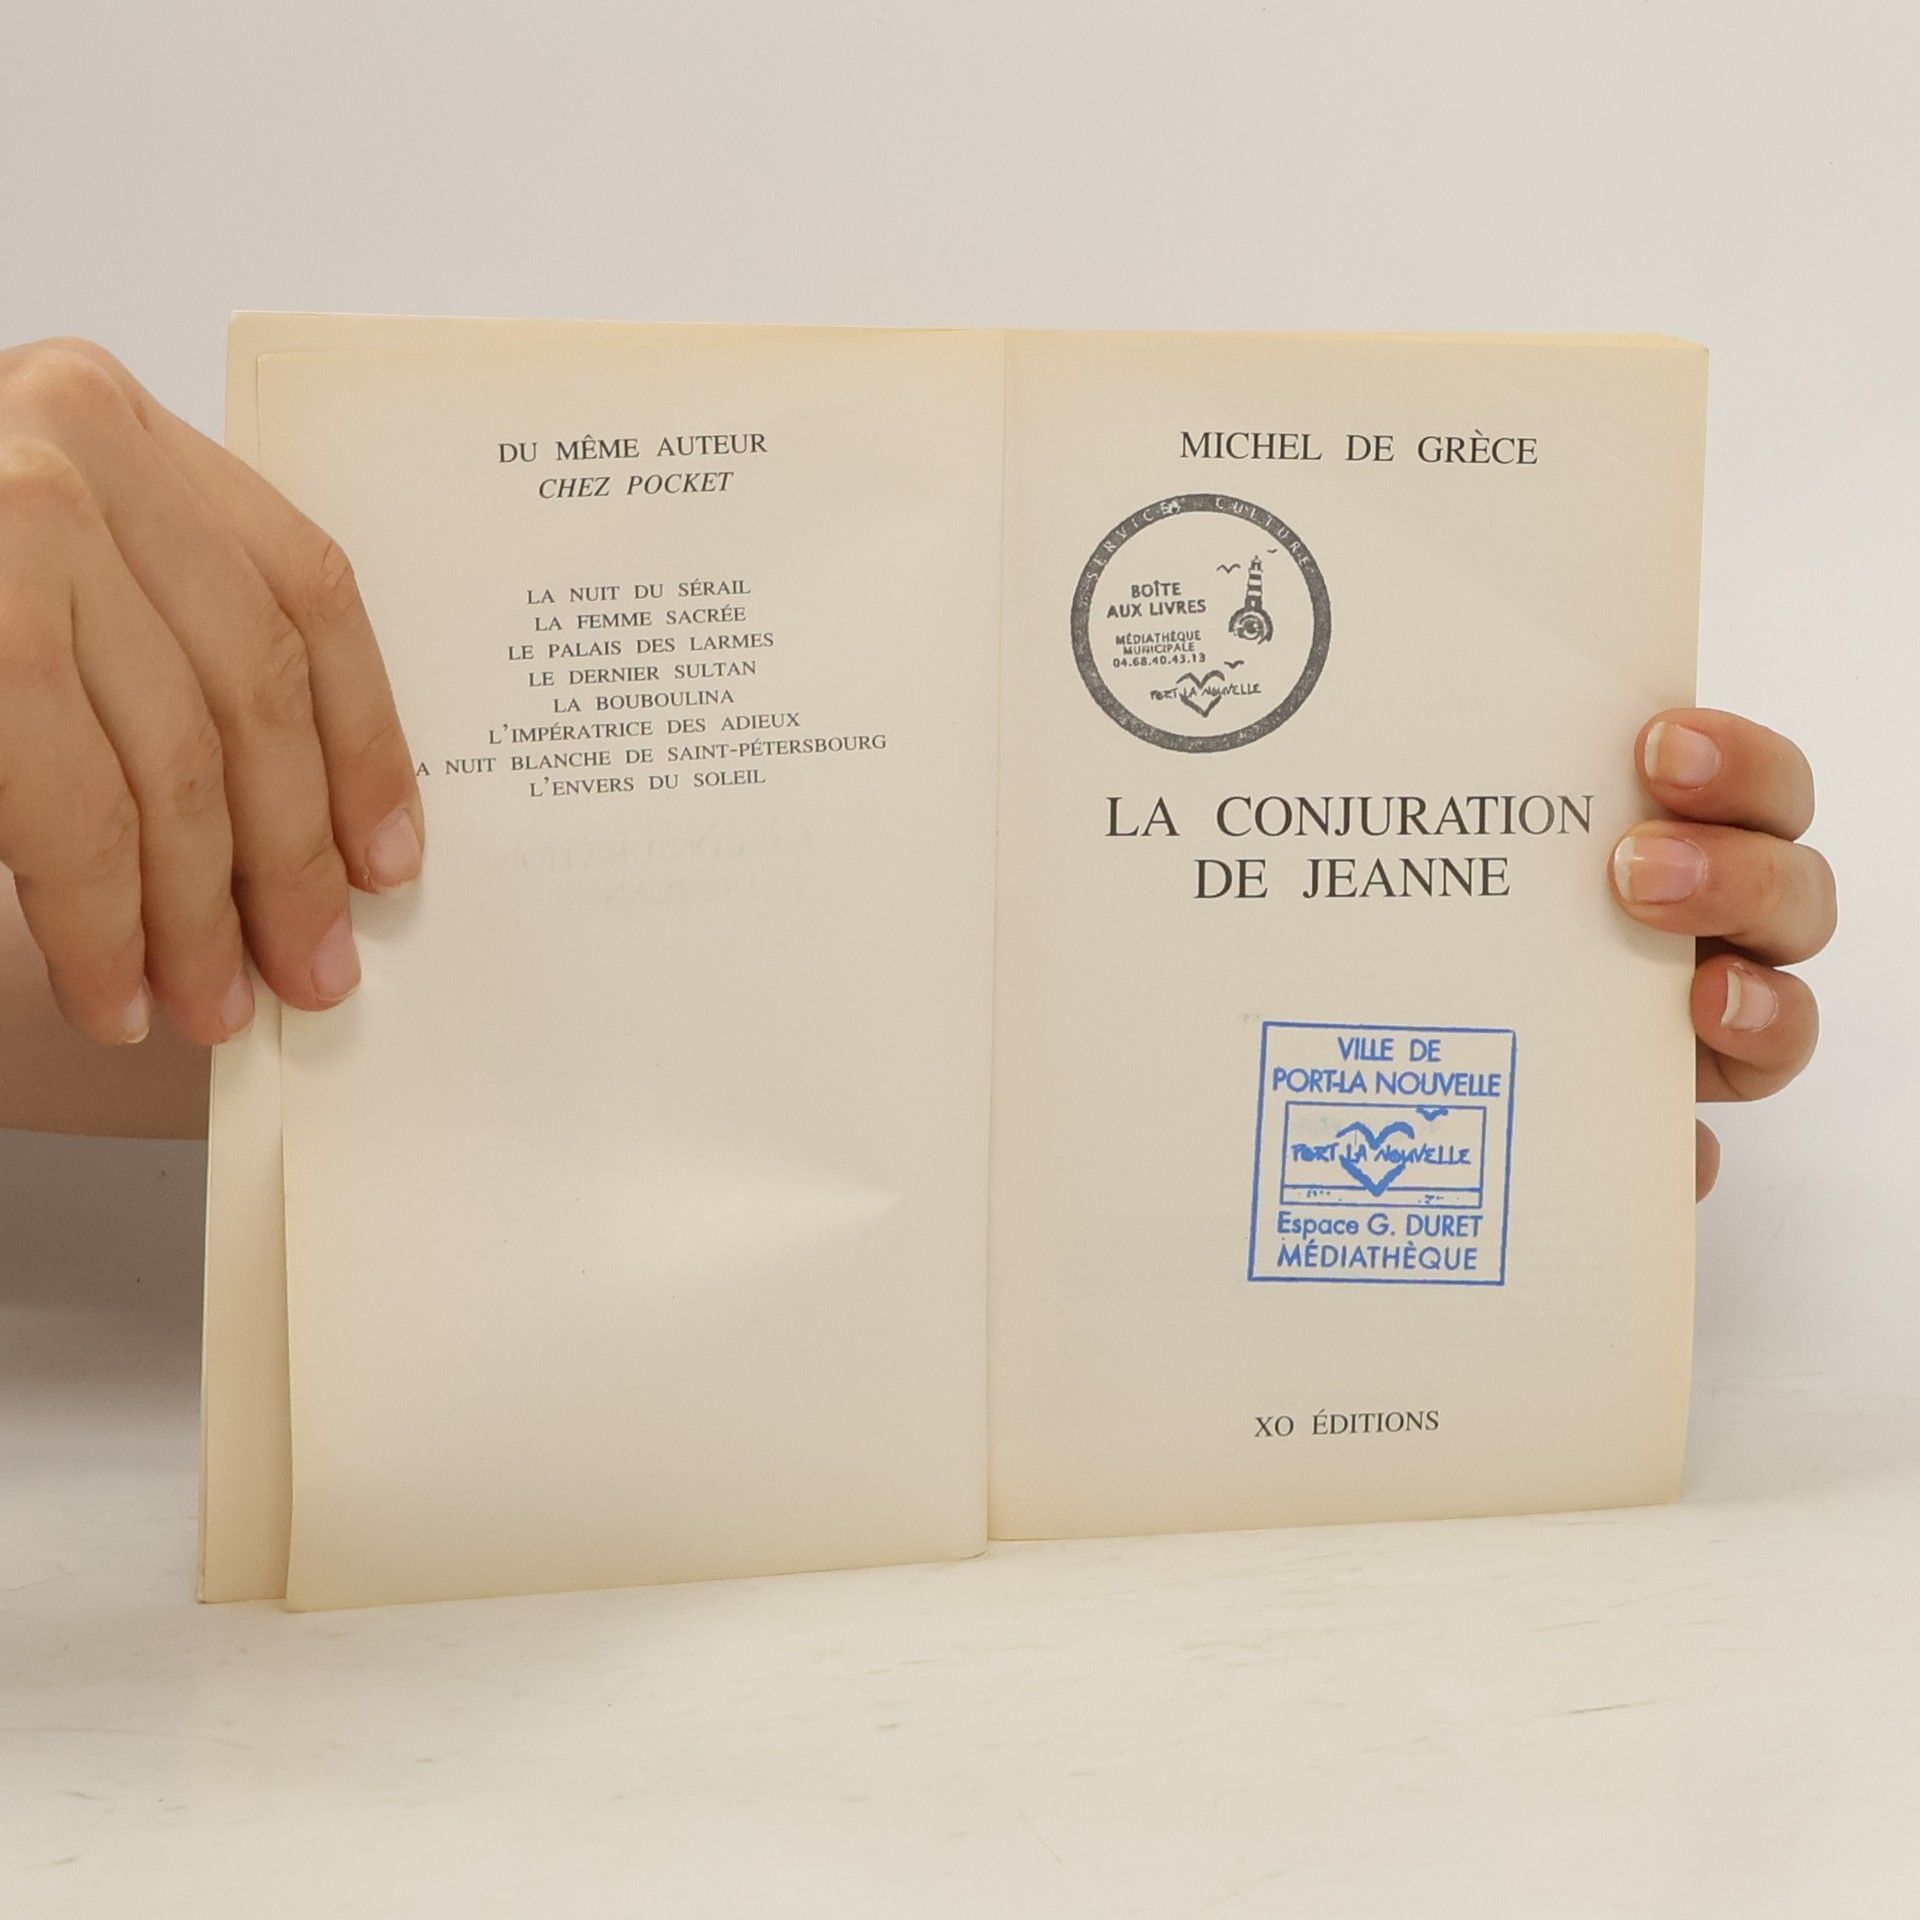 DU MÊME AUTEUR
CHEZ POCKET
LA NUIT DU SÉRAIL
LA FEMME SACRÉE
LE PALAIS DES LARMES
LE DERNIER SULTAN
LA BOUBOULINA
L'IMPÉRATRICE DES ADIEUX
A NUIT BLANCHE DE SAINT-PÉTERSBOURG
L'ENVERS DU SOLEIL
MICHEL DE GRÈCE
SERVICES CULTURE
BOÎTE
AUX LIVRES
MÉDIATHÈQUE
MUNICIPALE
04.68.40.43.13
PORT LA NOUVELLE
LA CONJURATION
DE JEANNE
VILLE DE
PORT-LA NOUVELLE
PORT LA NOUVELLE
Espace G. DURET
MÉDIATHÈQUE
XO ÉDITIONS